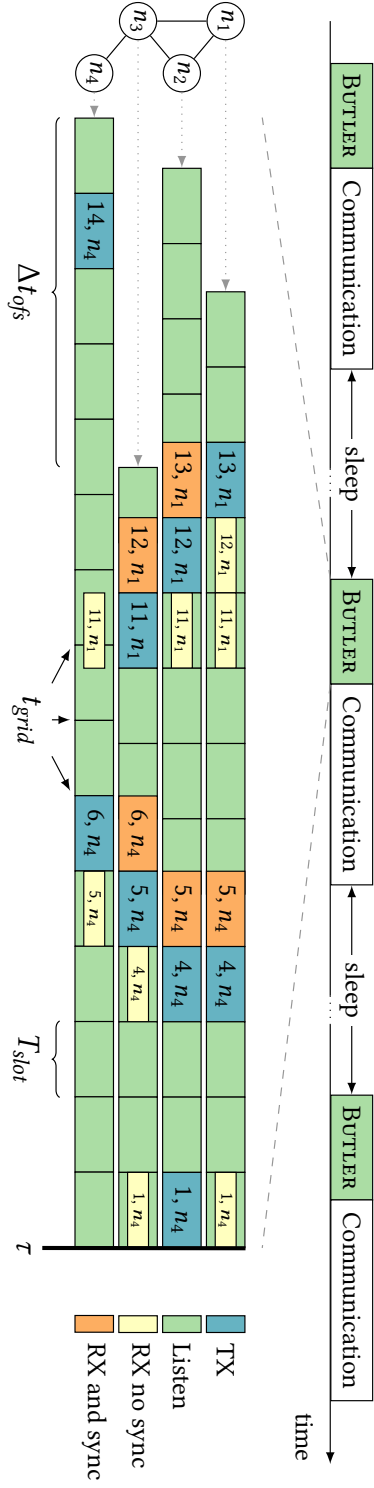 BUTLER Communication sleep BUTLER Communication sleep BUTLER Communication
time
n1 13, n1 12, n1 11, n1 5, n4 4, n4 1, n4
n2 13, n1 12, n1 11, n1 5, n4 4, n4 1, n4
n3 12, n1 11, n1 6, n4 5, n4 4, n4 1, n4
n4 14, n4 11, n1 6, n4 5, n4
Δtofs tgrid Tslot τ
TX
Listen
RX no sync
RX and sync